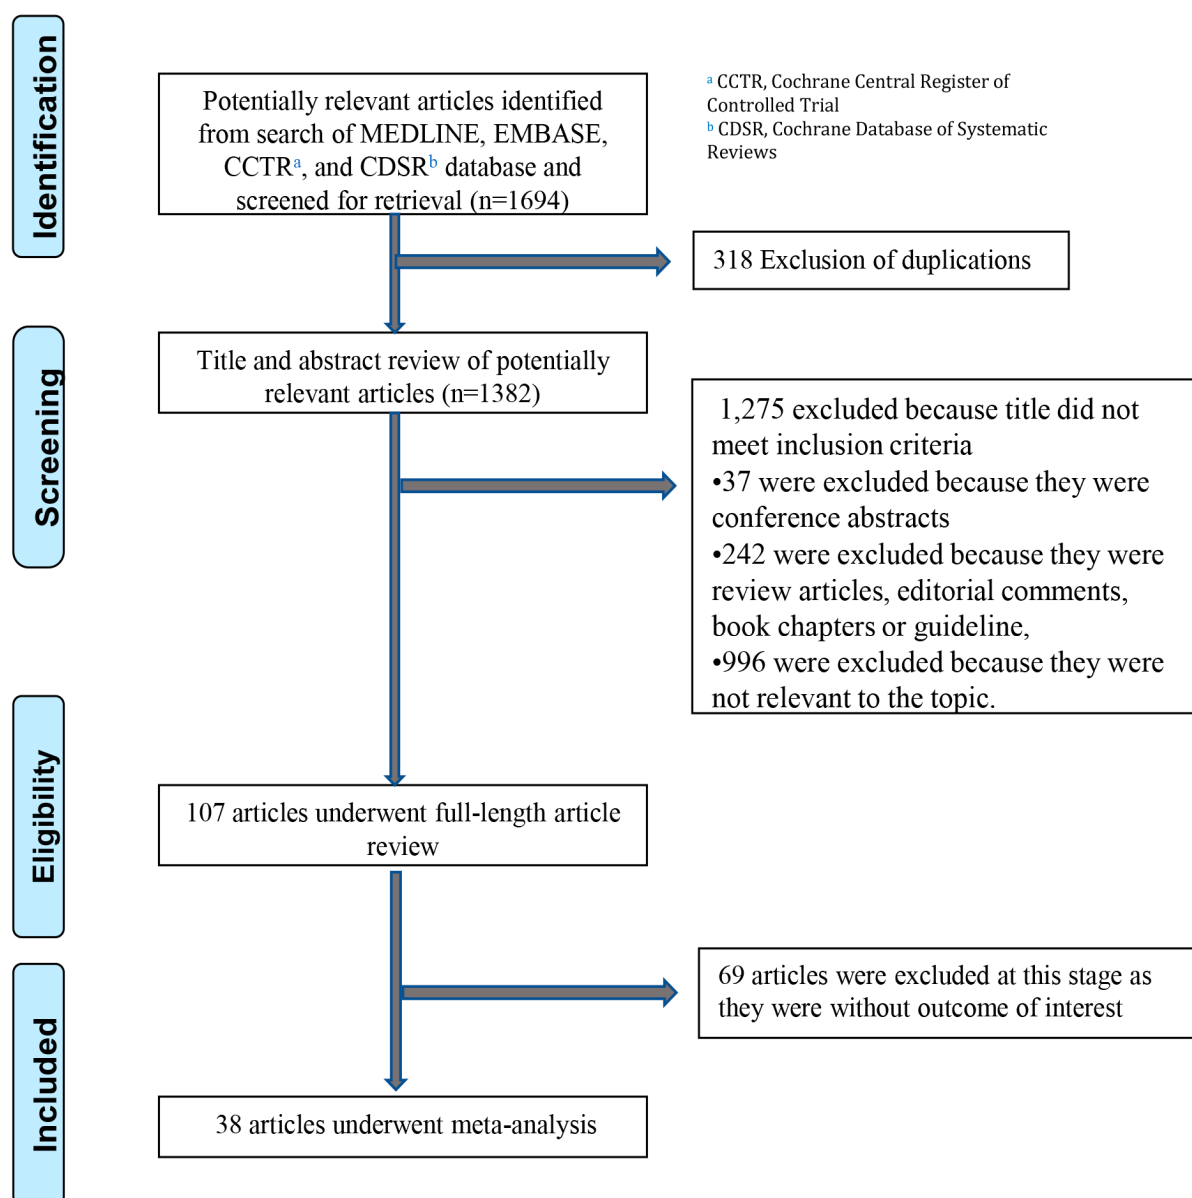 Identification
Potentially relevant articles identified
from search of MEDLINE, EMBASE,
CCTRa, and CDSRb database and
screened for retrieval (n=1694)
a CCTR, Cochrane Central Register of
Controlled Trial
b CDSR, Cochrane Database of Systematic
Reviews
318 Exclusion of duplications
Screening
Title and abstract review of potentially
relevant articles (n=1382)
1,275 excluded because title did not
meet inclusion criteria
•37 were excluded because they were
conference abstracts
•242 were excluded because they were
review articles, editorial comments,
book chapters or guideline,
•996 were excluded because they were
not relevant to the topic.
Eligibility
107 articles underwent full-length article
review
69 articles were excluded at this stage as
they were without outcome of interest
Included
38 articles underwent meta-analysis